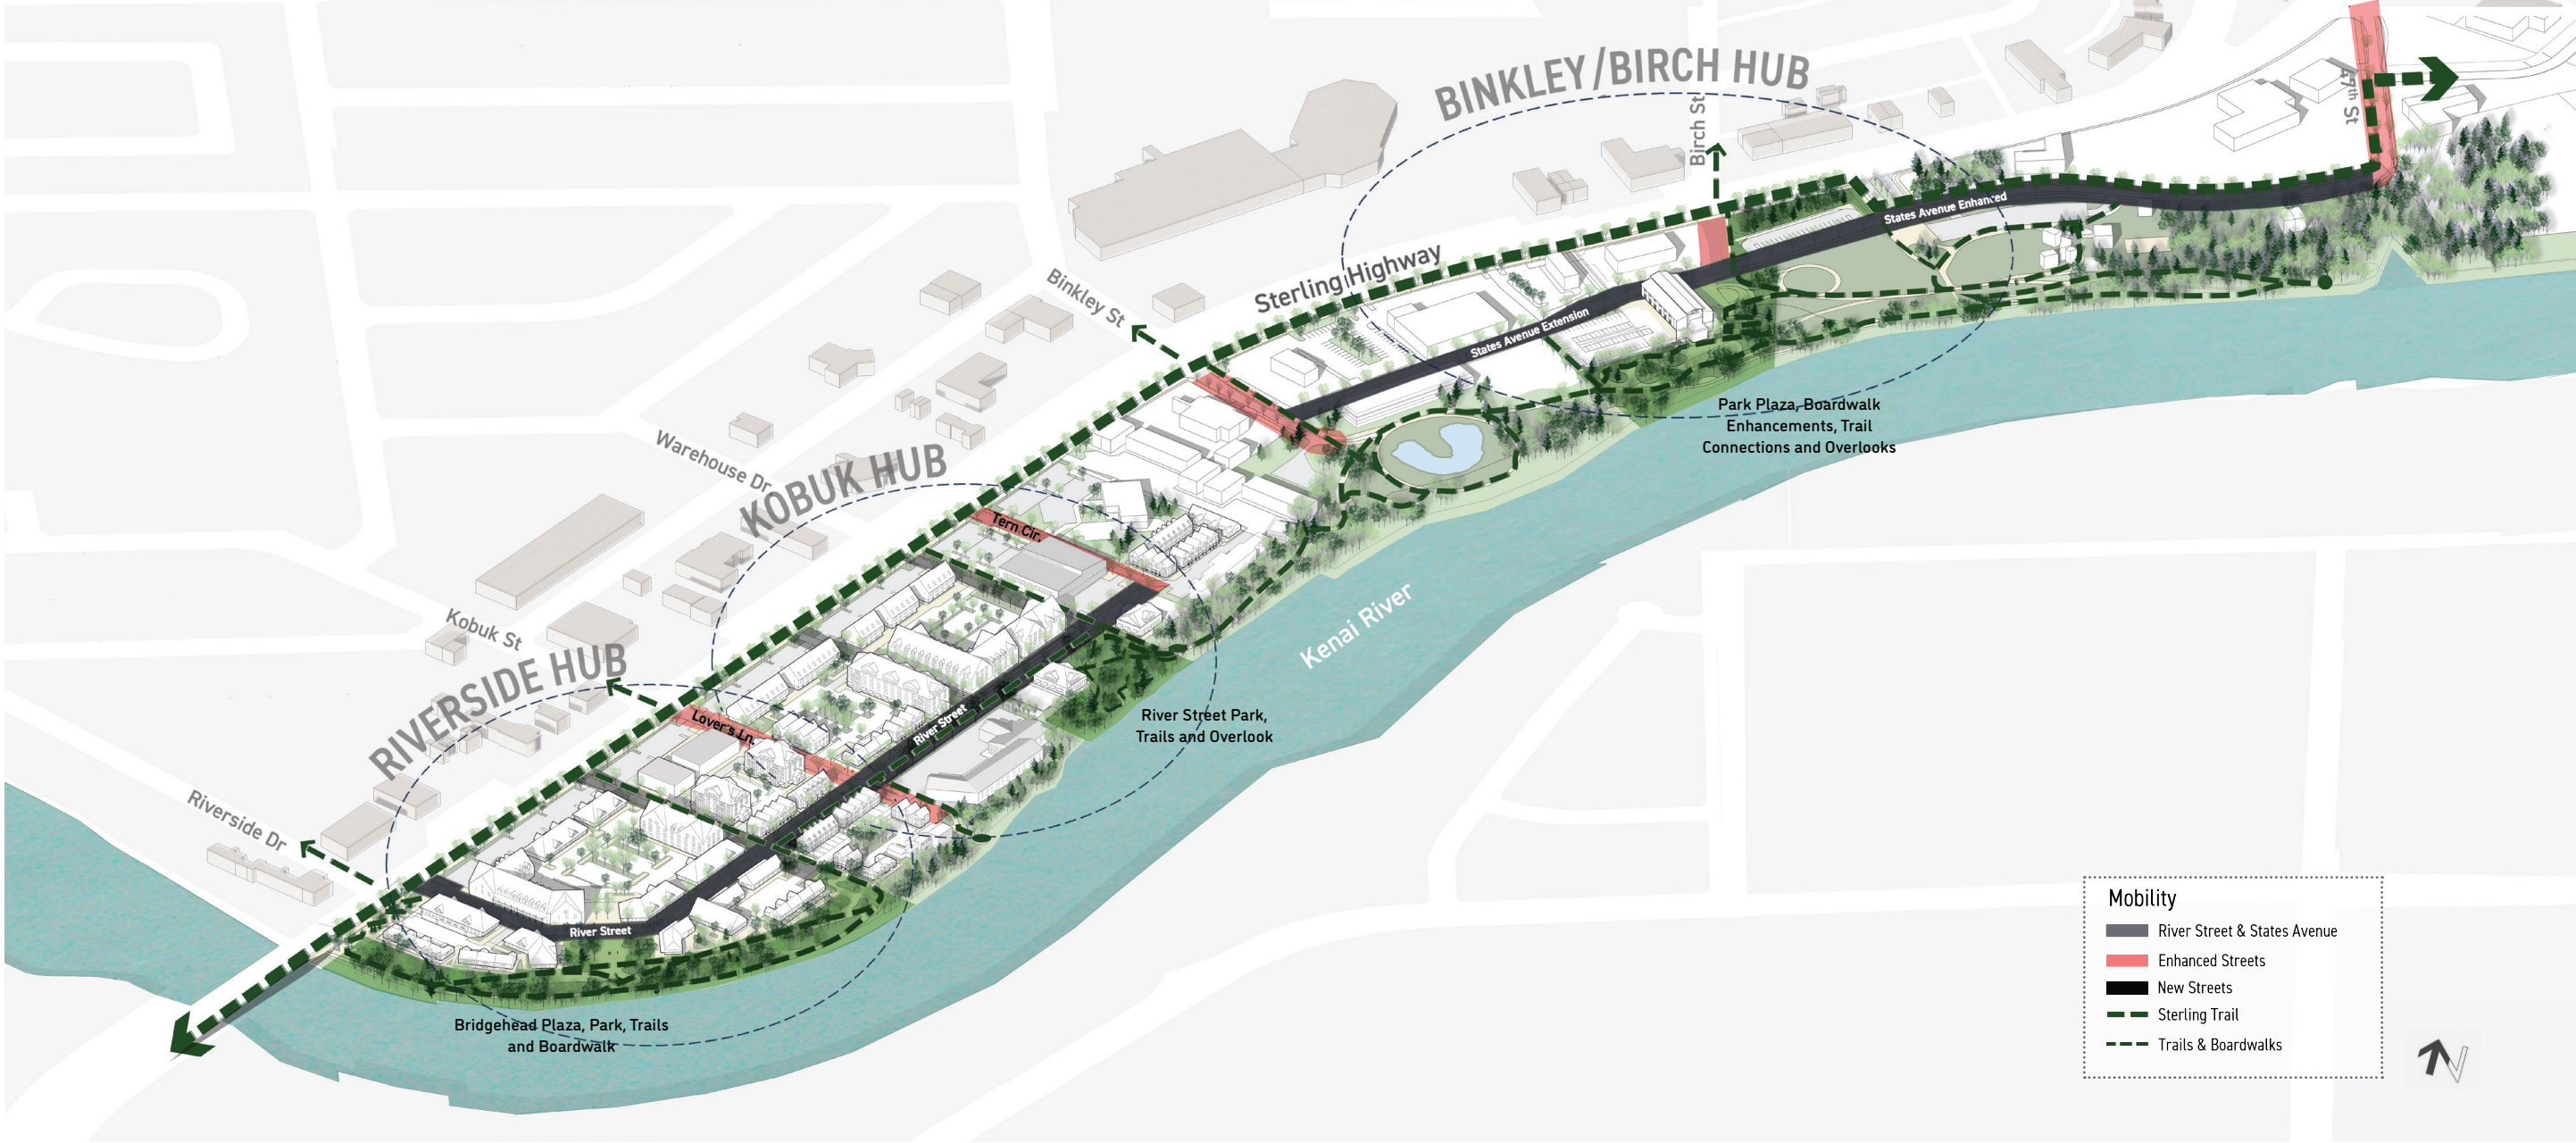 BINKLEY/BIRCH HUB
Birch St
47th St
States Avenue Enhanced
Sterling Highway
Binkley St
States Avenue Extension
Park Plaza, Boardwalk
Enhancements, Trail
Connections and Overlooks
Warehouse Dr
KOBUK HUB
Tern Cir.
Kenai River
Kobuk St
RIVERSIDE HUB
Lover's Ln.
River Street
River Street Park,
Trails and Overlook
Riverside Dr
River Street
Bridgehead Plaza, Park, Trails
and Boardwalk
Mobility
River Street & States Avenue
Enhanced Streets
New Streets
Sterling Trail
Trails & Boardwalks
N